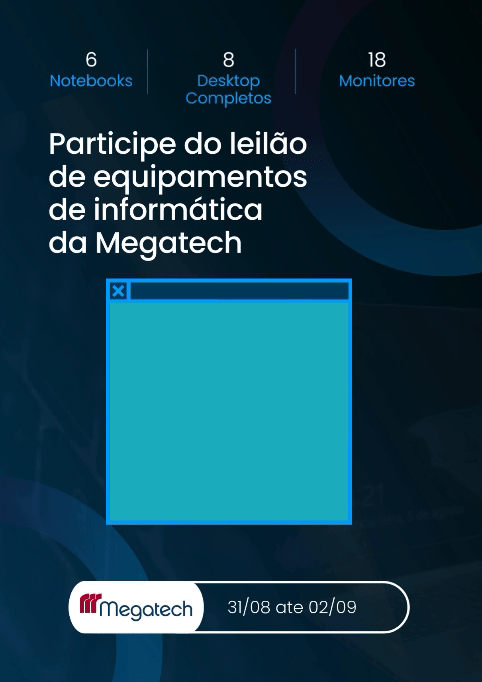 6
Notebooks
8
Desktop
Completos
18
Monitores
Participe do leilão
de equipamentos
de informática
da Megatech
Megatech
31/08 ate 02/09